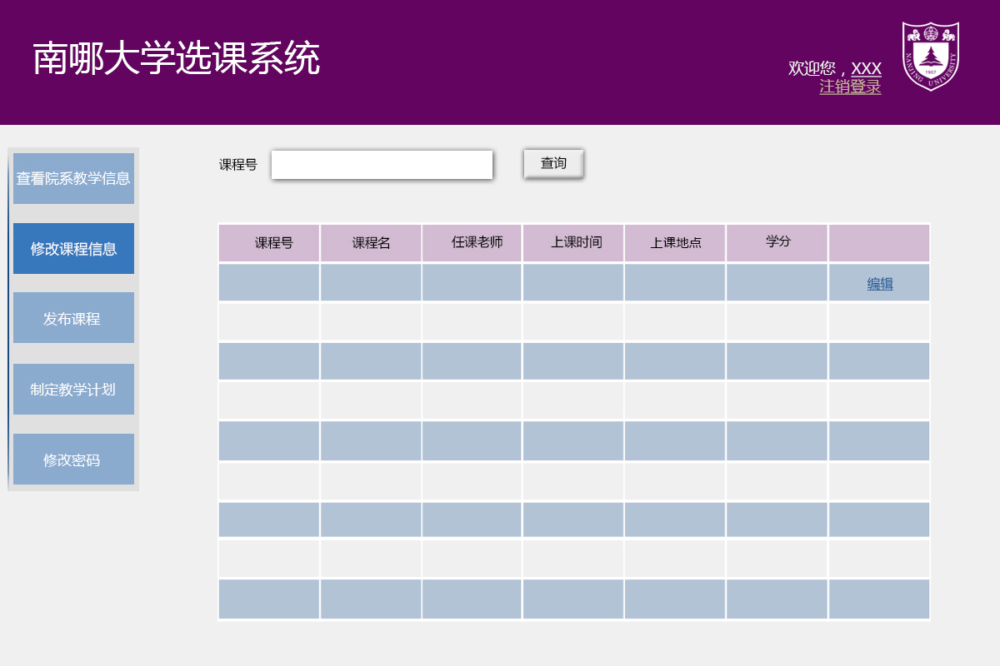 南哪大学选课系统
欢迎您，XXX
注销登录
NANJING UNIVERSITY
1902
查看院系教学信息
修改课程信息
发布课程
制定教学计划
修改密码
课程号
查询
课程号 课程名 任课老师 上课时间 上课地点 学分
编辑